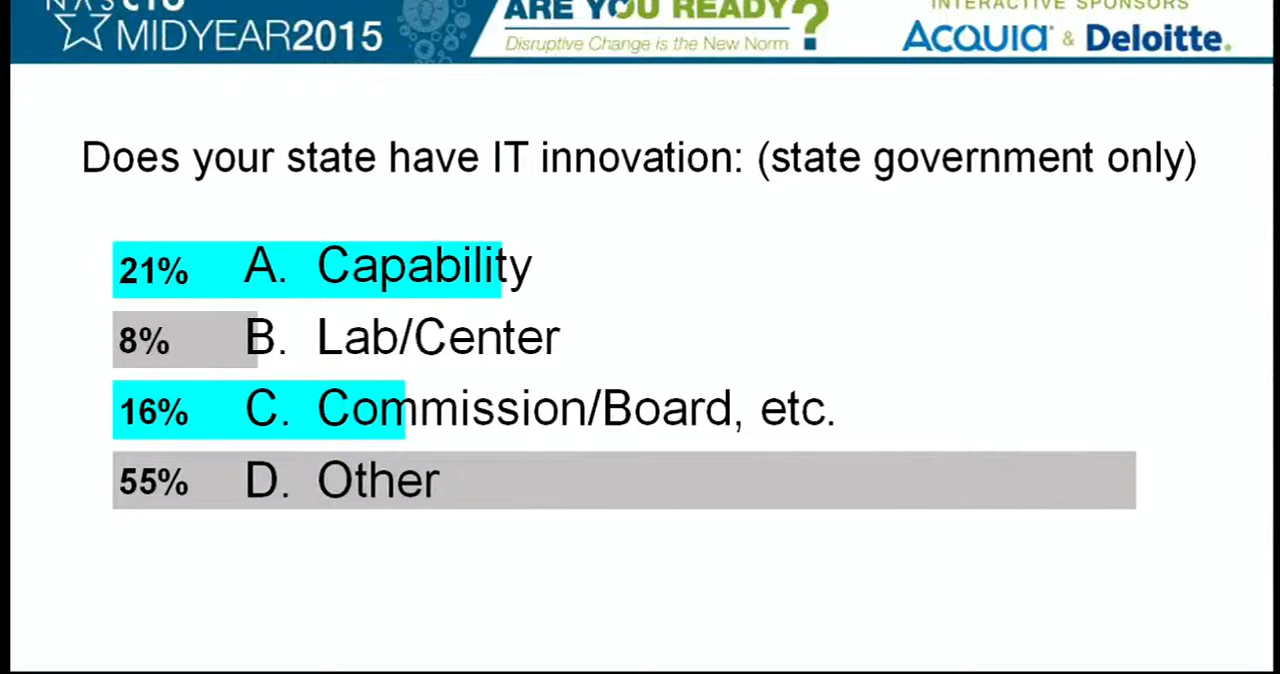 NASCIO
MIDYEAR2015
ARE YOU READY?
Disruptive Change is the New Norm
INTERACTIVE SPONSORS
ACQUIA & Deloitte.
Does your state have IT innovation: (state government only)
21% A. Capability
8% B. Lab/Center
16% C. Commission/Board, etc.
55% D. Other